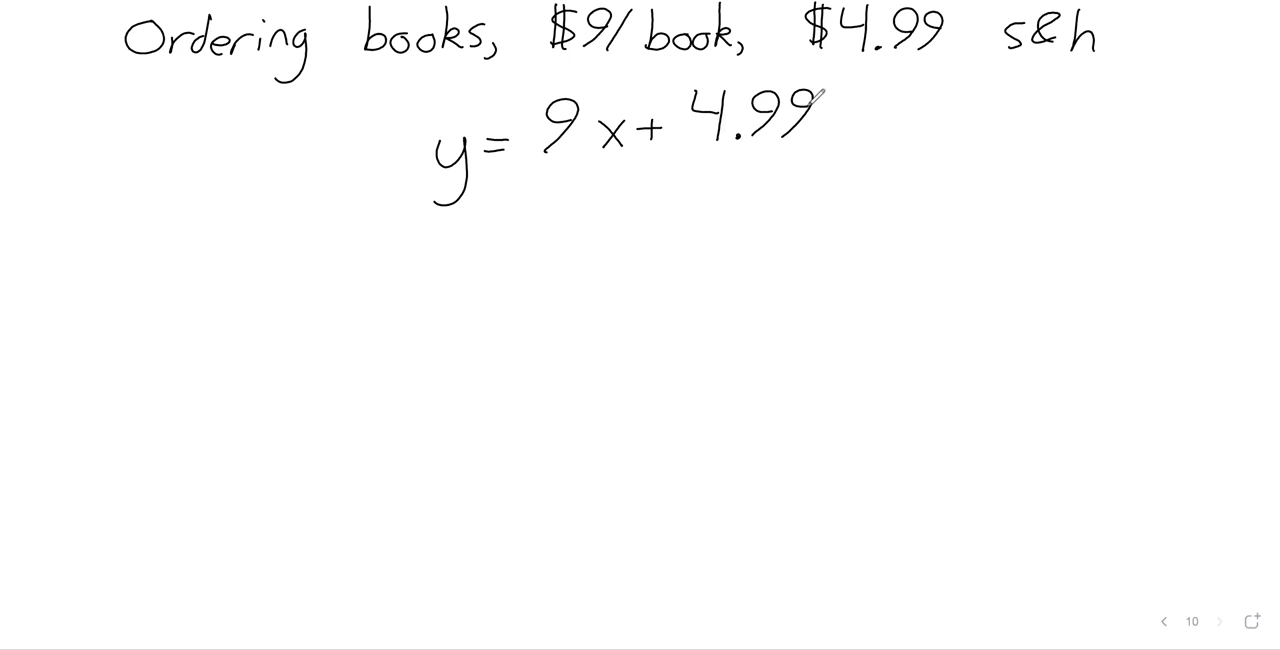 Ordering books, $9/book, $4.99 s&h
y = 9x + 4.99
10